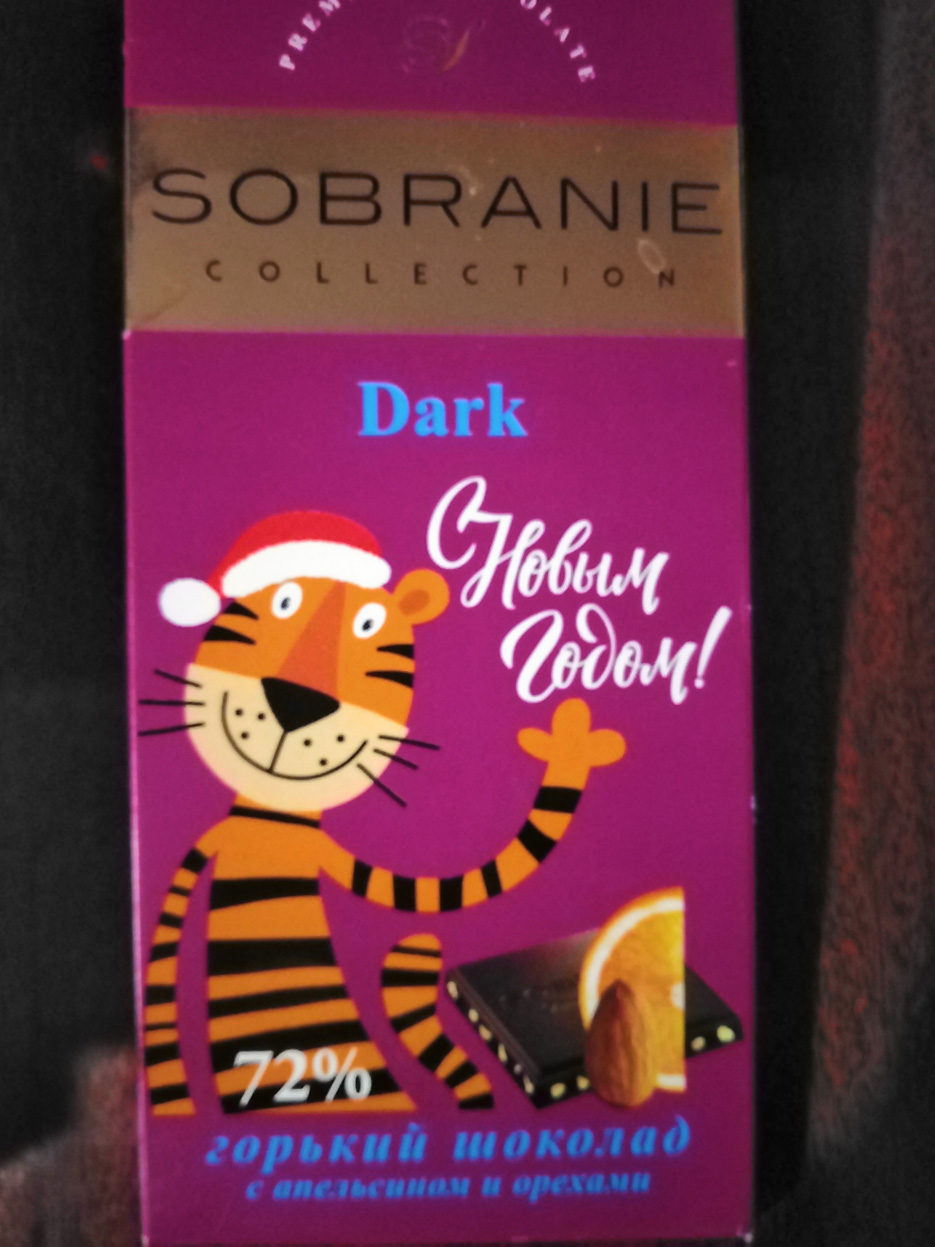 SOBRANIE
COLLECTION
Dark
С Новым
Годом!
72%
горький шоколад
с апельсином и орехами